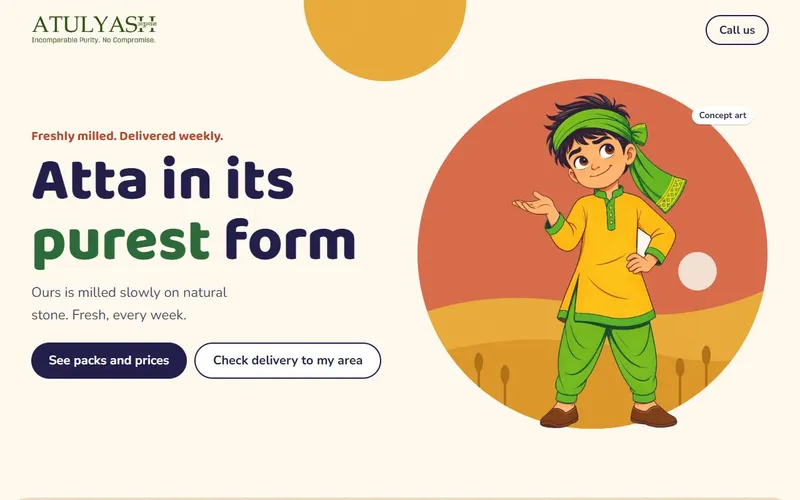 ATULYASH
Incomparable Purity. No Compromise.
Call us
Concept art
Freshly milled. Delivered weekly.
Atta in its
purest form
Ours is milled slowly on natural
stone. Fresh, every week.
See packs and prices
Check delivery to my area